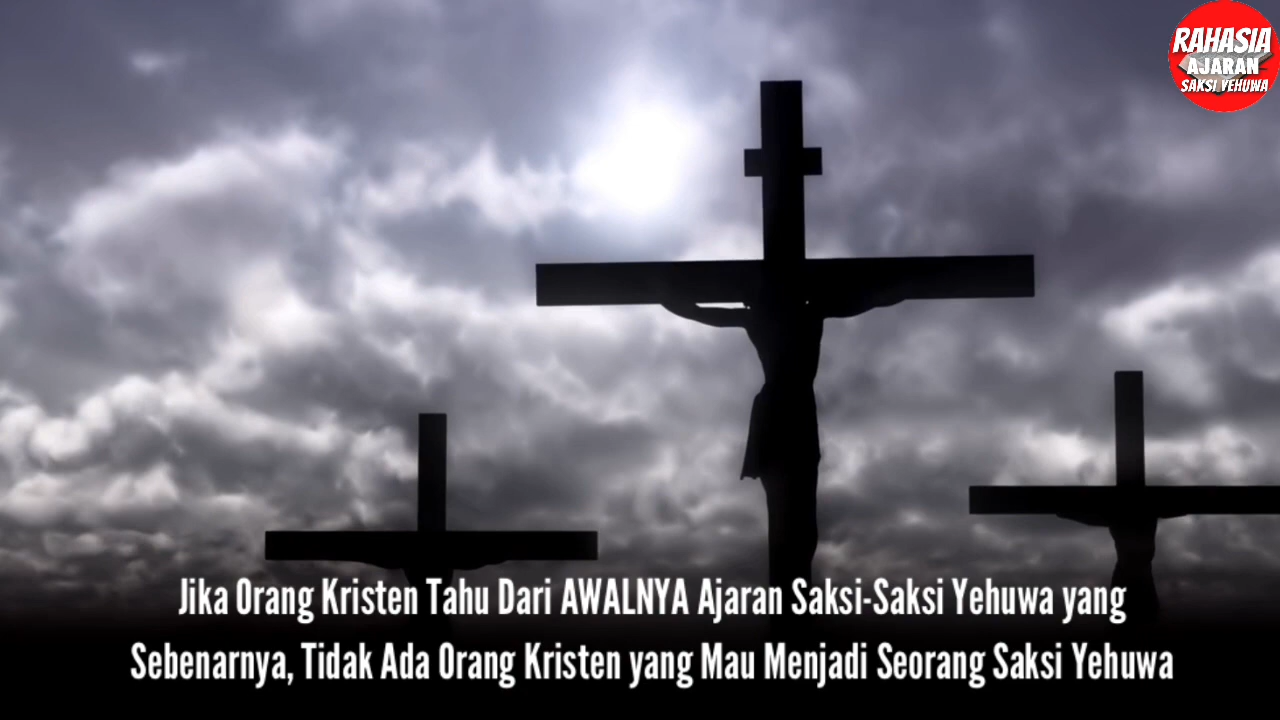 RAHASIA
AJARAN
SAKSI YEHUWA
Jika Orang Kristen Tahu Dari AWALNYA Ajaran Saksi-Saksi Yehuwa yang
Sebenarnya, Tidak Ada Orang Kristen yang Mau Menjadi Seorang Saksi Yehuwa